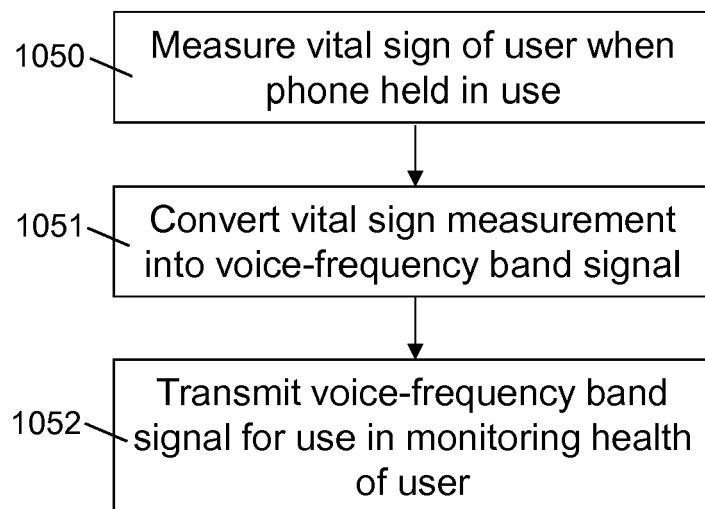 1050
Measure vital sign of user when
phone held in use
1051
Convert vital sign measurement
into voice-frequency band signal
1052
Transmit voice-frequency band
signal for use in monitoring health
of user